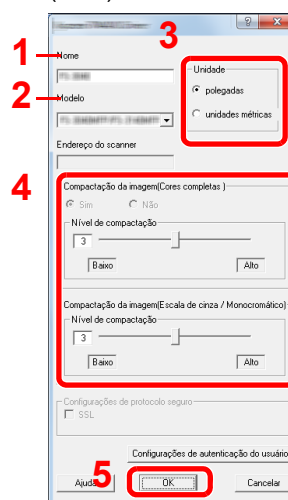 3
1
Nome
Unidade
polegadas
2
Modelo
unidades métricas
Endereço do scanner
4
Compactação da imagem(Cores completas )
Sim Não
Nível de compactação
3
Baixo Alto
Compactação da imagem(Escala de cinza / Monocromático)
Nível de compactação
3
Baixo Alto
Configurações de protocolo seguro
SSL
Configurações de autenticação do usuário
5
OK Cancelar